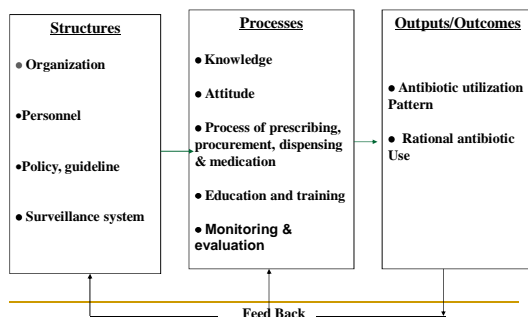 Structures
● Organization
•Personnel
•Policy, guideline
● Surveillance system
Processes
● Knowledge
● Attitude
● Process of prescribing,
procurement, dispensing
& medication
● Education and training
● Monitoring &
evaluation
Outputs/Outcomes
● Antibiotic utilization
Pattern
● Rational antibiotic
Use
Feed Back